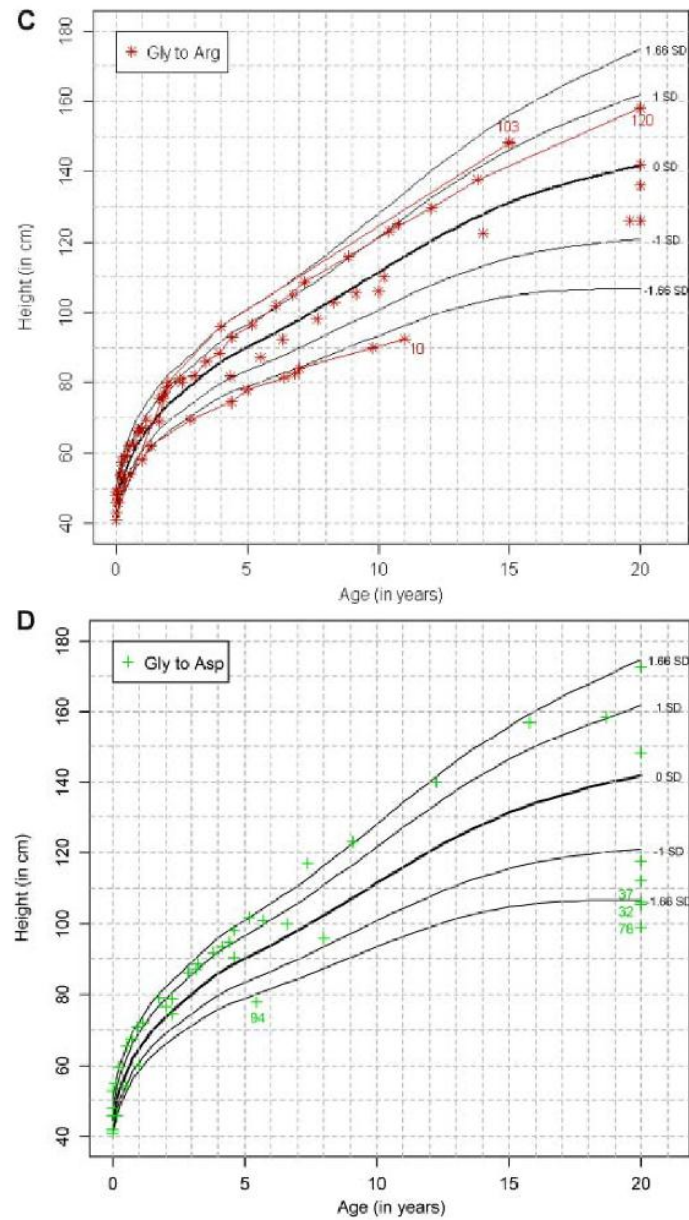 C
Gly to Arg
180
160
140
120
100
80
60
40
Height (in cm)
1.66 SD
1 SD
0 SD
-1 SD
-1.66 SD
103
120
10
0
5
10
15
20
Age (in years)
D
Gly to Asp
180
160
140
120
100
80
60
40
Height (in cm)
1.66 SD
1 SD
0 SD
-1 SD
1.66 SD
37
32
78
94
0
5
10
15
20
Age (in years)